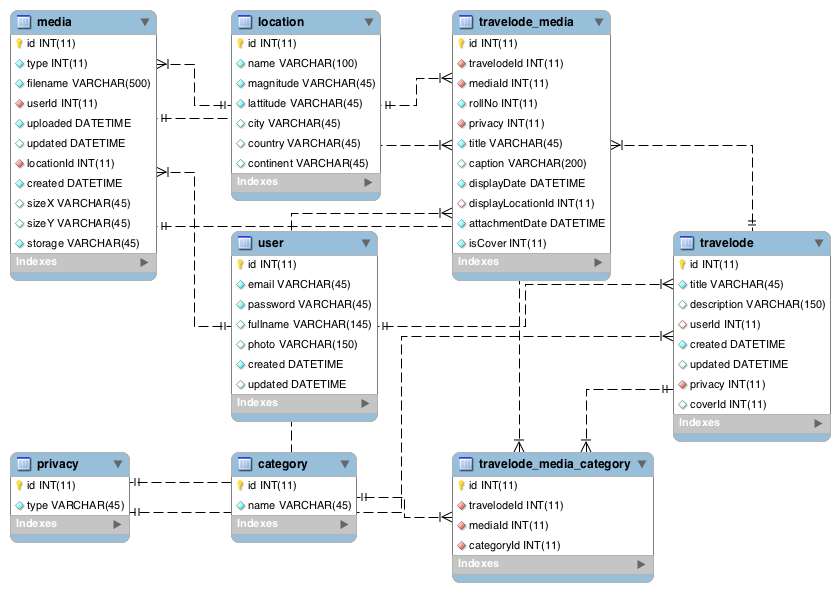 media
id INT(11)
type INT(11)
filename VARCHAR(500)
userId INT(11)
uploaded DATETIME
updated DATETIME
locationId INT(11)
created DATETIME
sizeX VARCHAR(45)
sizeY VARCHAR(45)
storage VARCHAR(45)
Indexes
location
id INT(11)
name VARCHAR(100)
magnitude VARCHAR(45)
lattitude VARCHAR(45)
city VARCHAR(45)
country VARCHAR(45)
continent VARCHAR(45)
Indexes
travelode_media
id INT(11)
travelodeId INT(11)
mediaId INT(11)
rollNo INT(11)
privacy INT(11)
title VARCHAR(45)
caption VARCHAR(200)
displayDate DATETIME
displayLocationId INT(11)
attachmentDate DATETIME
isCover INT(11)
Indexes
user
id INT(11)
email VARCHAR(45)
password VARCHAR(45)
fullname VARCHAR(145)
photo VARCHAR(150)
created DATETIME
updated DATETIME
Indexes
travelode
id INT(11)
title VARCHAR(45)
description VARCHAR(150)
userId INT(11)
created DATETIME
updated DATETIME
privacy INT(11)
coverId INT(11)
Indexes
privacy
id INT(11)
type VARCHAR(45)
Indexes
category
id INT(11)
name VARCHAR(45)
Indexes
travelode_media_category
id INT(11)
travelodeId INT(11)
mediaId INT(11)
categoryId INT(11)
Indexes